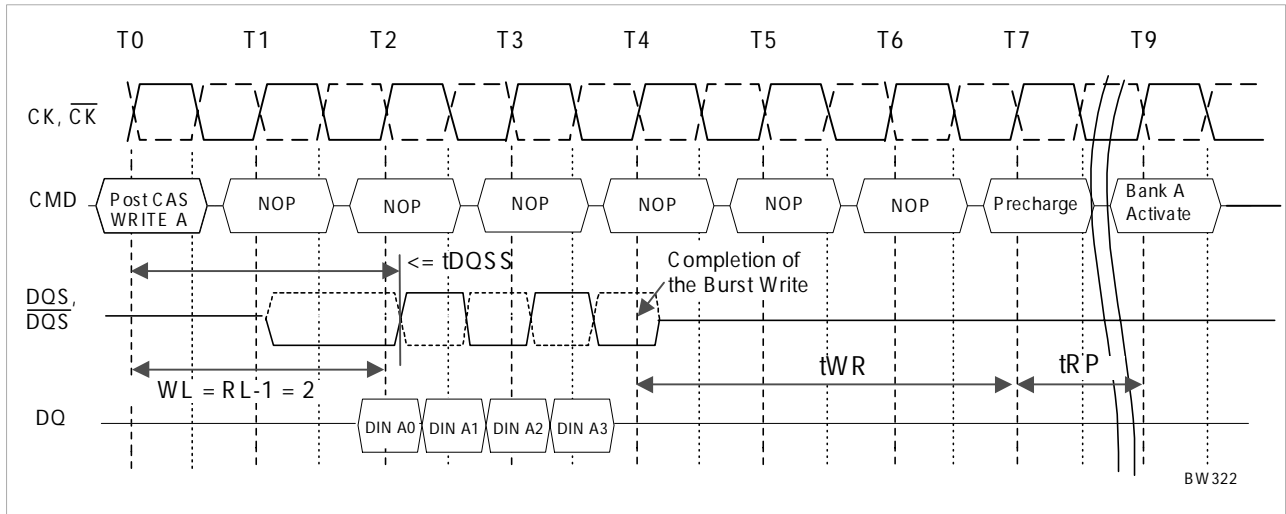 T0 T1 T2 T3 T4 T5 T6 T7 T9
CK, CK
CMD
Post CAS
WRITE A
NOP
NOP
NOP
NOP
NOP
NOP
Precharge
Bank A
Activate
<= tDQSS
Completion of
the Burst Write
DQS,
DQS
WL = RL-1 = 2
tWR
tRP
DQ
DIN A0
DIN A1
DIN A2
DIN A3
BW322